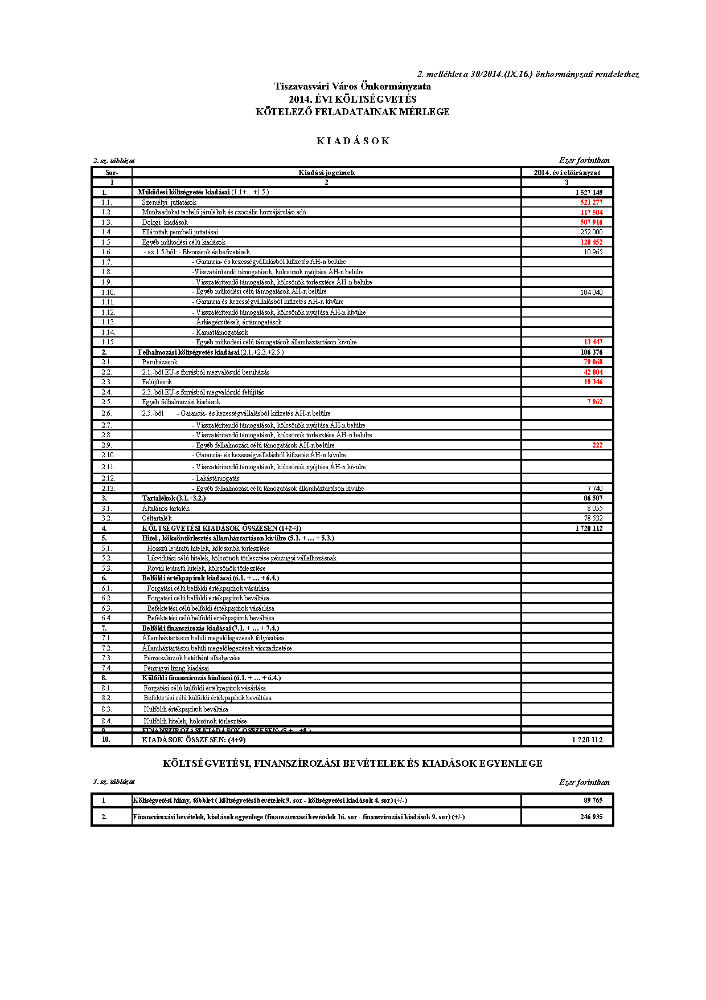 2. melléklet a 30/2014.(IX.16.) önkormányzati rendelethez
Tiszavasvári Város Önkormányzata
2014. ÉVI KÖLTSÉGVETÉS
KÖTELEZŐ FELADATAINAK MÉRLEGE
K I A D Á S O K
2. sz. táblázat Ezer forintban
Sor- Kiadási jogcímek 2014. évi előirányzat
1 2 3
1. Működési költségvetés kiadásai (1.1+…+1.5.) 1 527 149
1.1. Személyi juttatások 521 277
1.2. Munkaadókat terhelő járulékok és szociális hozzájárulási adó 117 504
1.3. Dologi kiadások 507 916
1.4. Ellátottak pénzbeli juttatásai 252 000
1.5 Egyéb működési célú kiadások 128 452
1.6. - az 1.5-ből: - Elvonások és befizetések 10 965
1.7. - Garancia- és kezességvállalásból kifizetés ÁH-n belülre
1.8. -Visszatérítendő támogatások, kölcsönök nyújtása ÁH-n belülre
1.9. - Visszatérítendő támogatások, kölcsönök törlesztése ÁH-n belülre
1.10. - Egyéb működési célú támogatások ÁH-n belülre 104 040
1.11. - Garancia és kezességvállalásból kifizetés ÁH-n kívülre
1.12. - Visszatérítendő támogatások, kölcsönök nyújtása ÁH-n kívülre
1.13. - Árkiegészítések, ártámogatások
1.14. - Kamattámogatások
1.15. - Egyéb működési célú támogatások államháztartáson kívülre 13 447
2. Felhalmozási költségvetés kiadásai (2.1.+2.3.+2.5.) 106 376
2.1. Beruházások 79 068
2.2. 2.1.-ből EU-s forrásból megvalósuló beruházás 42 004
2.3. Felújítások 19 346
2.4. 2.3.-ból EU-s forrásból megvalósuló felújítás
2.5. Egyéb felhalmozási kiadások 7 962
2.6. 2.5.-ből - Garancia- és kezességvállalásból kifizetés ÁH-n belülre
2.7. - Visszatérítendő támogatások, kölcsönök nyújtása ÁH-n belülre
2.8. - Visszatérítendő támogatások, kölcsönök törlesztése ÁH-n belülre
2.9. - Egyéb felhalmozási célú támogatások ÁH-n belülre 222
2.10. - Garancia- és kezességvállalásból kifizetés ÁH-n kívülre
2.11. - Visszatérítendő támogatások, kölcsönök nyújtása ÁH-n kívülre
2.12. - Lakástámogatás
2.13. - Egyéb felhalmozási célú támogatások államháztartáson kívülre 7 740
3. Tartalékok (3.1.+3.2.) 86 587
3.1. Általános tartalék 8 055
3.2. Céltartalék 78 532
4. KÖLTSÉGVETÉSI KIADÁSOK ÖSSZESEN (1+2+3) 1 720 112
5. Hitel-, kölcsöntörlesztés államháztartáson kívülre (5.1. + … + 5.3.)
5.1. Hosszú lejáratú hitelek, kölcsönök törlesztése
5.2. Likviditási célú hitelek, kölcsönök törlesztése pénzügyi vállalkozásnak
5.3. Rövid lejáratú hitelek, kölcsönök törlesztése
6. Belföldi értékpapírok kiadásai (6.1. + … + 6.4.)
6.1. Forgatási célú belföldi értékpapírok vásárlása
6.2. Forgatási célú belföldi értékpapírok beváltása
6.3. Befektetési célú belföldi értékpapírok vásárlása
6.4. Befektetési célú belföldi értékpapírok beváltása
7. Belföldi finanszírozás kiadásai (7.1. + … + 7.4.)
7.1. Államháztartáson belüli megelőlegezések folyósítása
7.2. Államháztartáson belüli megelőlegezések visszafizetése
7.3. Pénzeszközök betétként elhelyezése
7.4. Pénzügyi lízing kiadásai
8. Külföldi finanszírozás kiadásai (6.1. + … + 6.4.)
8.1. Forgatási célú külföldi értékpapírok vásárlása
8.2. Befektetési célú külföldi értékpapírok beváltása
8.3. Külföldi értékpapírok beváltása
8.4. Külföldi hitelek, kölcsönök törlesztése
9. FINANSZÍROZÁSI KIADÁSOK ÖSSZESEN: (5.+…+8.)
10. KIADÁSOK ÖSSZESEN: (4+9) 1 720 112
KÖLTSÉGVETÉSI, FINANSZÍROZÁSI BEVÉTELEK ÉS KIADÁSOK EGYENLEGE
3. sz. táblázat Ezer forintban
1 Költségvetési hiány, többlet ( költségvetési bevételek 9. sor - költségvetési kiadások 4. sor) (+/-) 89 765
2. Finanszírozási bevételek, kiadások egyenlege (finanszírozási bevételek 16. sor - finanszírozási kiadások 9. sor) (+/-) 246 935